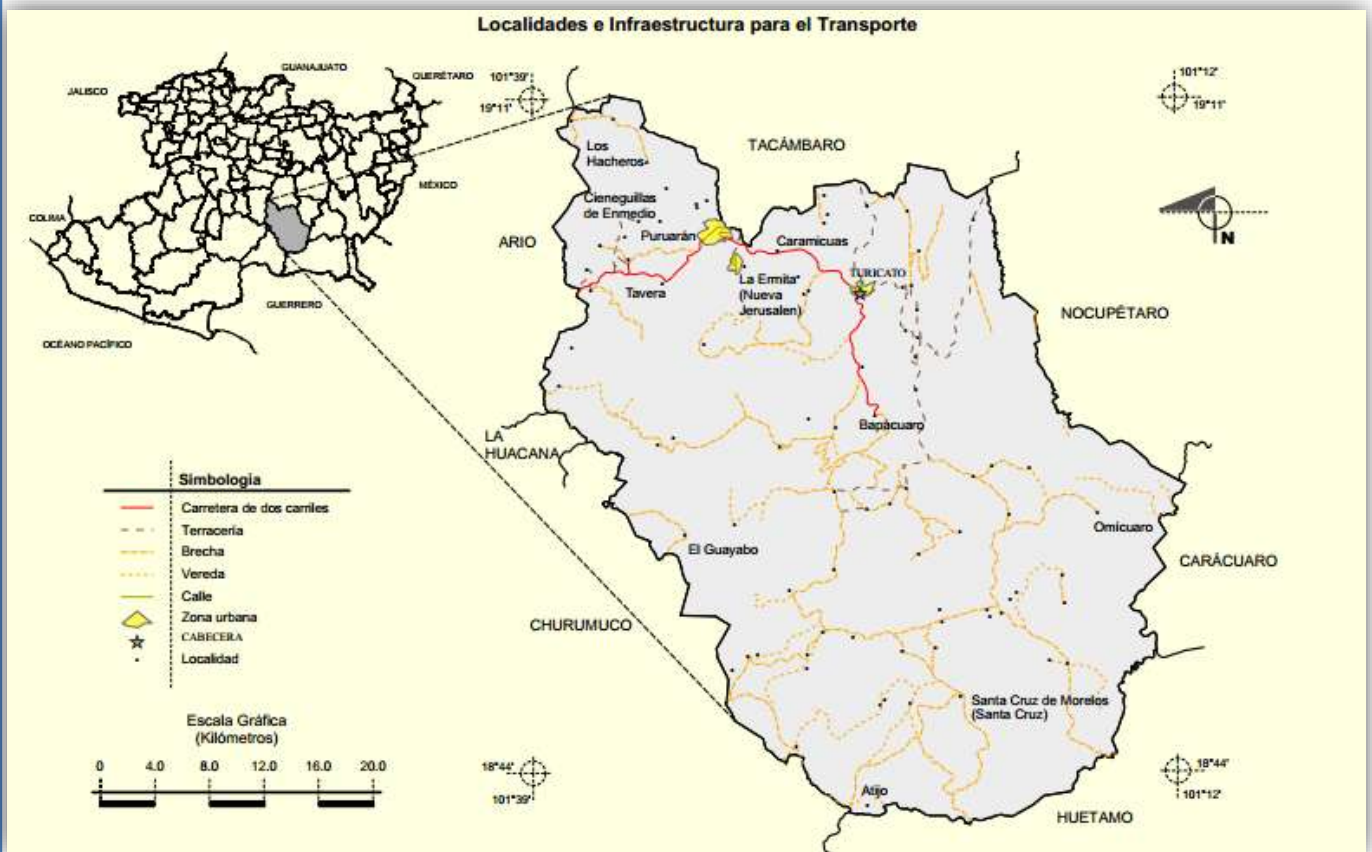 Localidades e Infraestructura para el Transporte
GUANAJUATO
QUERÉTARO
JALISCO
MÉXICO
COLIMA
GUERRERO
OCÉANO PACÍFICO
101°39'
19°11'
101°12'
19°11'
TACÁMBARO
Los
Hacheros
Cieneguillas
de Enmedio
ARIO
Puruarán
Caramicuas
N
TURICATO
Tavera
La Ermita
(Nueva
Jerusalen)
NOCUPÉTARO
Bapácuaro
LA
HUACANA
Omicuaro
El Guayabo
CARÁCUARO
CHURUMUCO
Santa Cruz de Morelos
(Santa Cruz)
Atijo
HUETAMO
18°44'
101°39'
18°44'
101°12'
Simbologia
Carretera de dos carriles
Terracería
Brecha
Vereda
Calle
Zona urbana
CABECERA
Localidad
Escala Gráfica
(Kilómetros)
0 4.0 8.0 12.0 16.0 20.0